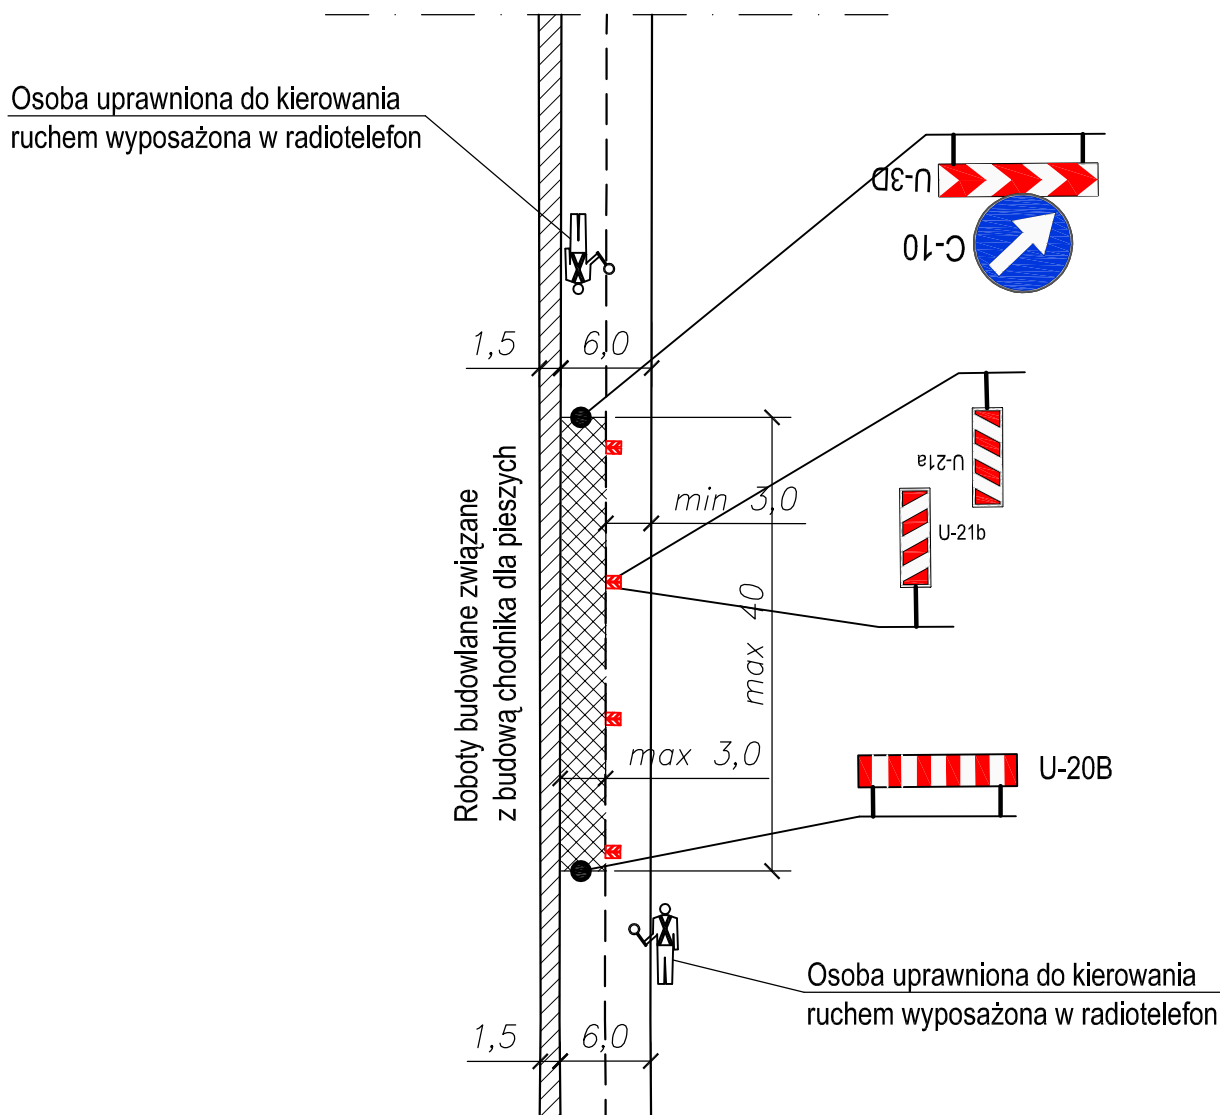 Osoba uprawniona do kierowania
ruchem wyposażona w radiotelefon
U-3D
C-10
1,5
6,0
U-21a
min 3,0
U-21b
Roboty budowlane związane
z budową chodnika dla pieszych
max 40
max 3,0
U-20B
Osoba uprawniona do kierowania
ruchem wyposażona w radiotelefon
1,5
6,0